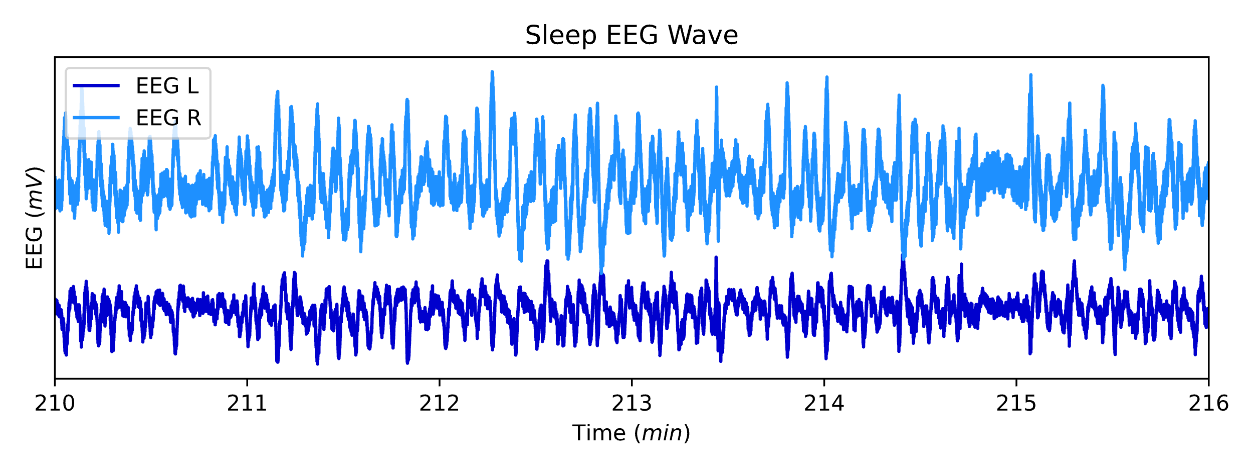 Sleep EEG Wave
EEG L
EEG R
EEG (mV)
210 211 212 213 214 215 216
Time (min)